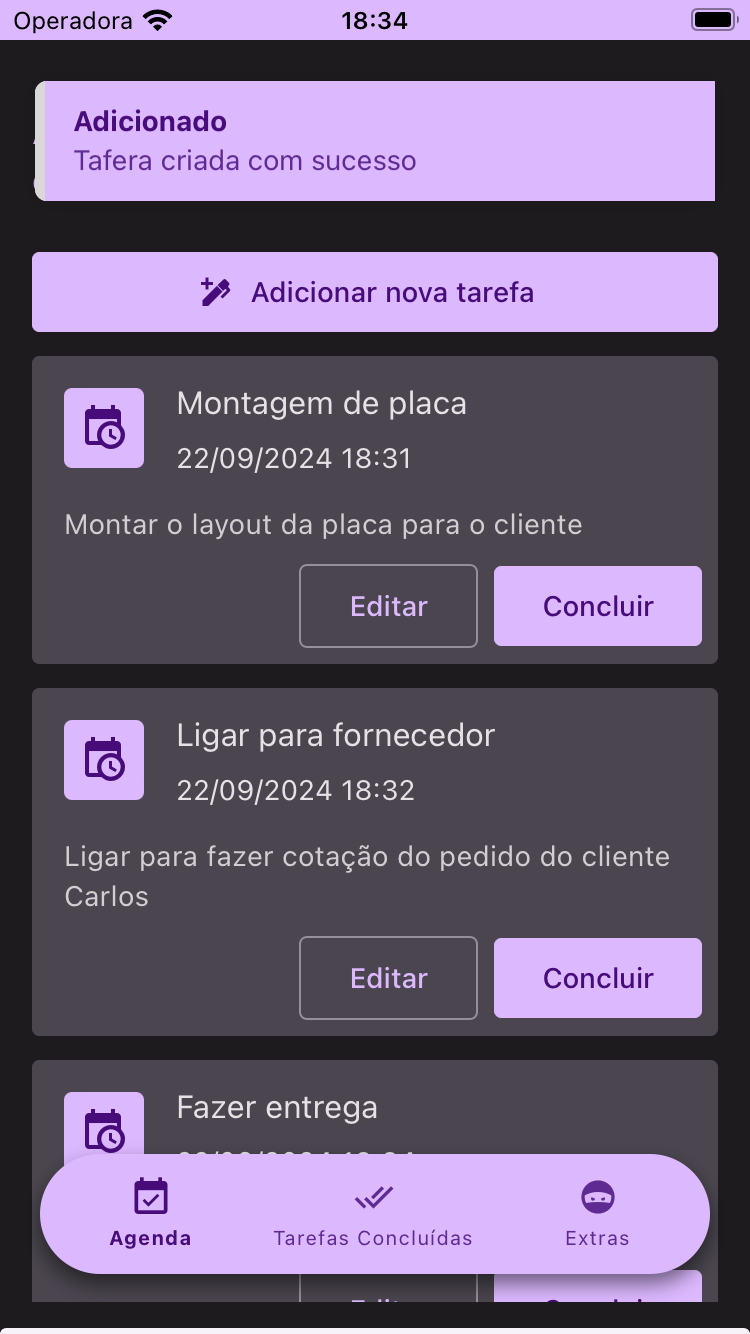 Operadora
18:34
Adicionado
Tafera criada com sucesso
Adicionar nova tarefa
Montagem de placa
22/09/2024 18:31
Montar o layout da placa para o cliente
Editar
Concluir
Ligar para fornecedor
22/09/2024 18:32
Ligar para fazer cotação do pedido do cliente
Carlos
Editar
Concluir
Fazer entrega
Agenda
Tarefas Concluídas
Extras